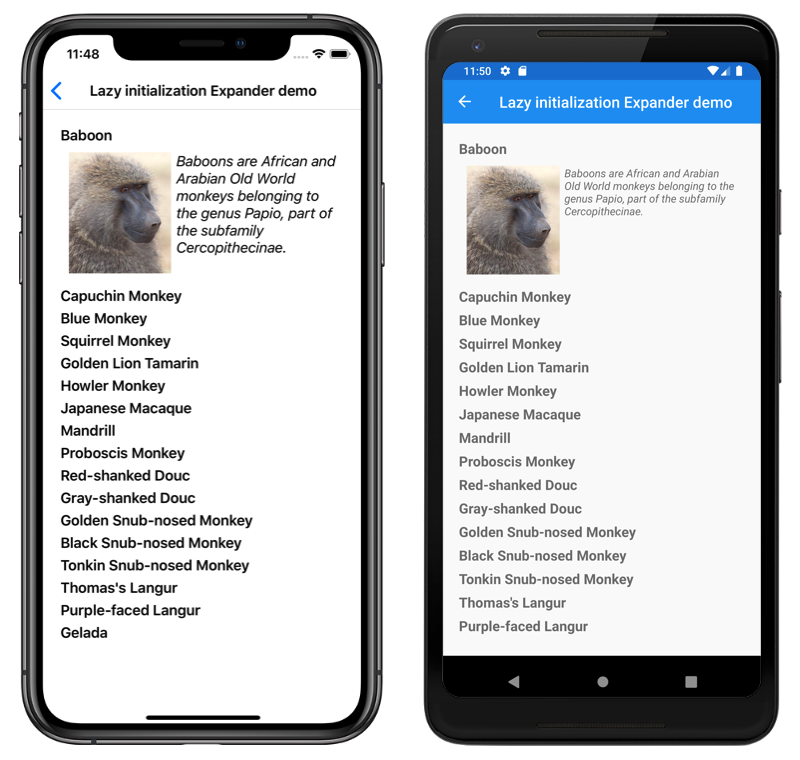 11:48
Lazy initialization Expander demo
Baboon
Baboons are African and
Arabian Old World
monkeys belonging to
the genus Papio, part of
the subfamily
Cercopithecinae.
Capuchin Monkey
Blue Monkey
Squirrel Monkey
Golden Lion Tamarin
Howler Monkey
Japanese Macaque
Mandrill
Proboscis Monkey
Red-shanked Douc
Gray-shanked Douc
Golden Snub-nosed Monkey
Black Snub-nosed Monkey
Tonkin Snub-nosed Monkey
Thomas's Langur
Purple-faced Langur
Gelada
11:50
Lazy initialization Expander demo
Baboon
Baboons are African and Arabian
Old World monkeys belonging to the
genus Papio, part of the subfamily
Cercopithecinae.
Capuchin Monkey
Blue Monkey
Squirrel Monkey
Golden Lion Tamarin
Howler Monkey
Japanese Macaque
Mandrill
Proboscis Monkey
Red-shanked Douc
Gray-shanked Douc
Golden Snub-nosed Monkey
Black Snub-nosed Monkey
Tonkin Snub-nosed Monkey
Thomas's Langur
Purple-faced Langur